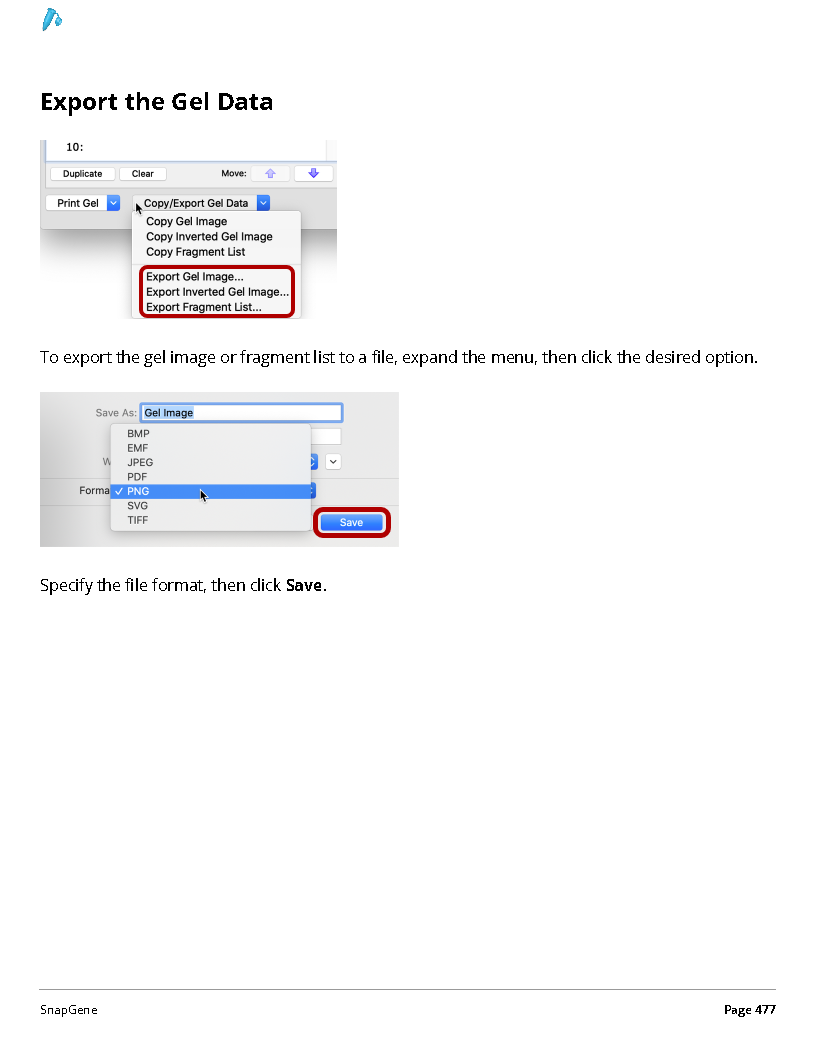 Export the Gel Data
10:
Duplicate Clear Move:
Print Gel Copy/Export Gel Data
Copy Gel Image
Copy Inverted Gel Image
Copy Fragment List
Export Gel Image...
Export Inverted Gel Image...
Export Fragment List...
To export the gel image or fragment list to a file, expand the menu, then click the desired option.
Save As: Gel Image
BMP
EMF
W JPEG
PDF
Forma ✓ PNG
SVG
TIFF
Save
Specify the file format, then click Save.
SnapGene Page 477